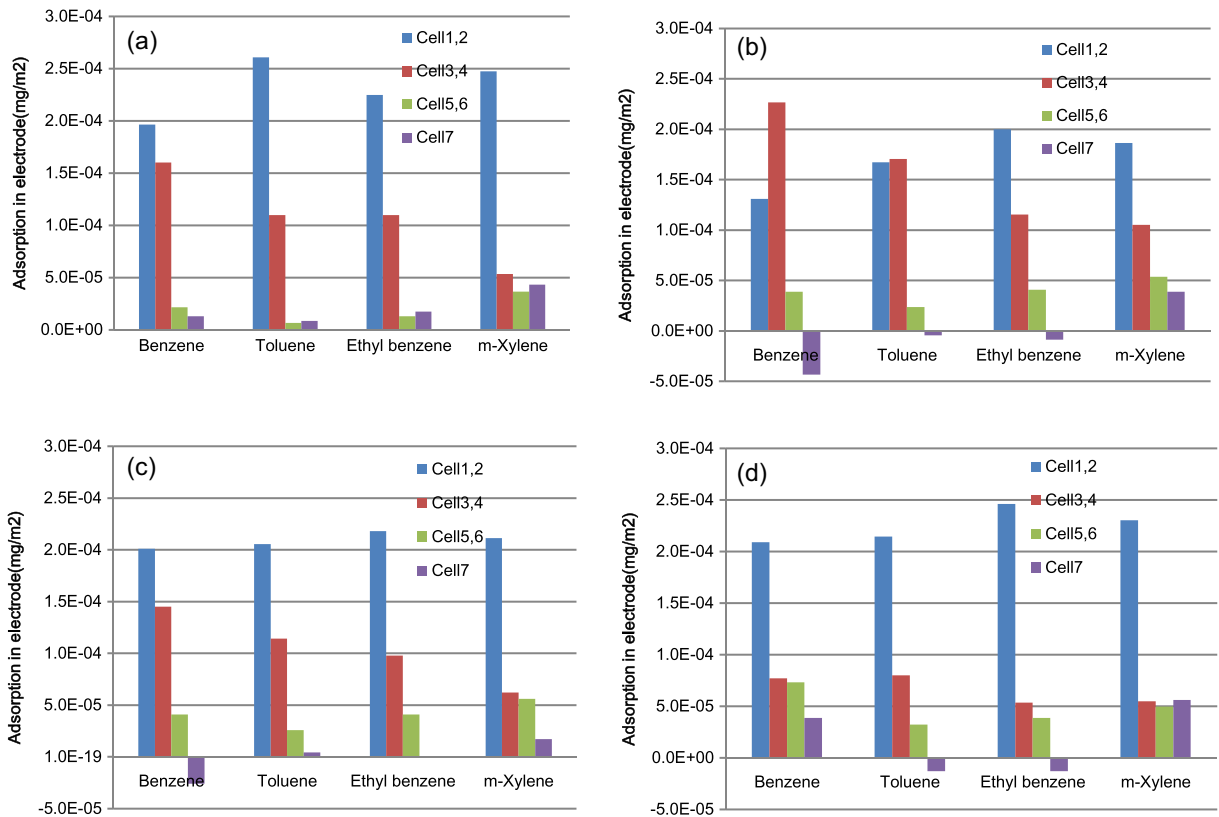 (a)
Adsorption in electrode(mg/m2)
3.0E-04
2.5E-04
2.0E-04
1.5E-04
1.0E-04
5.0E-05
0.0E+00
Cell1,2
Cell3,4
Cell5,6
Cell7
Benzene Toluene Ethyl benzene m-Xylene
(b)
Adsorption in electrode(mg/m2)
3.0E-04
2.5E-04
2.0E-04
1.5E-04
1.0E-04
5.0E-05
0.0E+00
-5.0E-05
Cell1,2
Cell3,4
Cell5,6
Cell7
Benzene Toluene Ethyl benzene m-Xylene
(c)
Adsorption in electrode(mg/m2)
3.0E-04
2.5E-04
2.0E-04
1.5E-04
1.0E-04
5.0E-05
1.0E-19
-5.0E-05
Cell1,2
Cell3,4
Cell5,6
Cell7
Benzene Toluene Ethyl benzene m-Xylene
(d)
Adsorption in electrode(mg/m2)
3.0E-04
2.5E-04
2.0E-04
1.5E-04
1.0E-04
5.0E-05
0.0E+00
-5.0E-05
Cell1,2
Cell3,4
Cell5,6
Cell7
Benzene Toluene Ethyl benzene m-Xylene